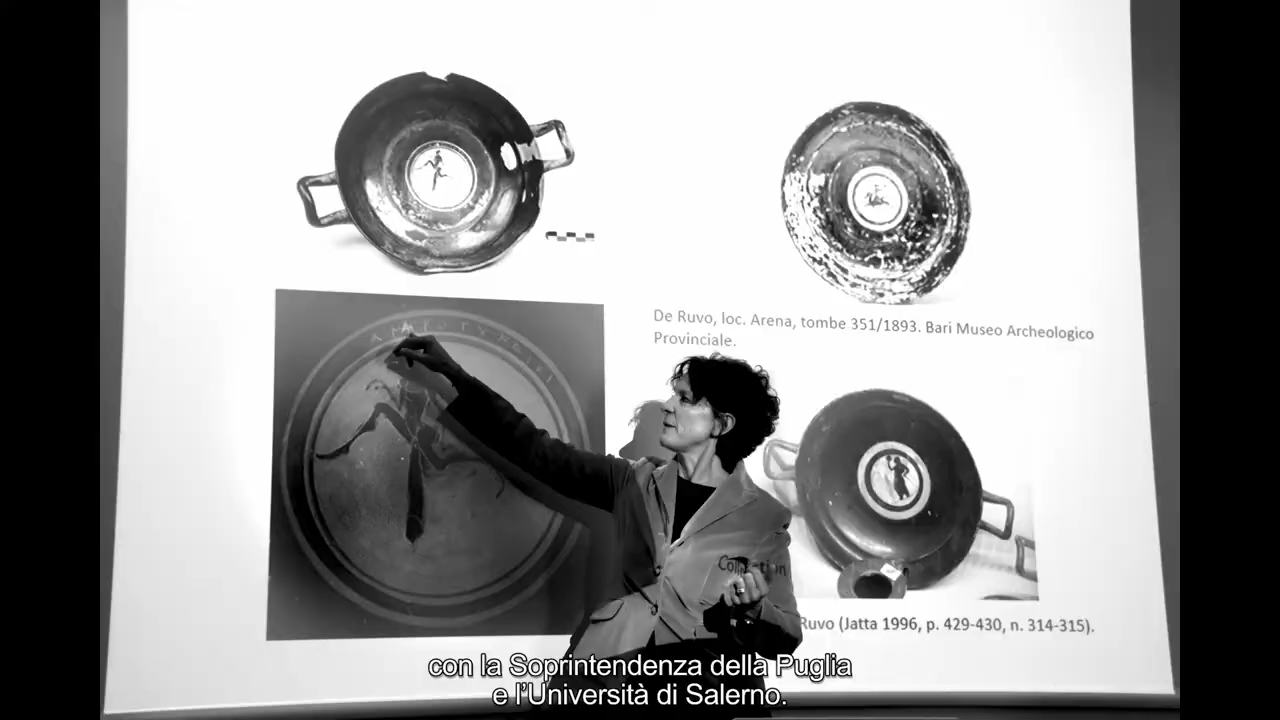 De Ruvo, loc. Arena, tombe 351/1893. Bari Museo Archeologico
Provinciale.
Ruvo (Jatta 1996, p. 429-430, n. 314-315).
con la Soprintendenza della Puglia
e l'Università di Salerno.